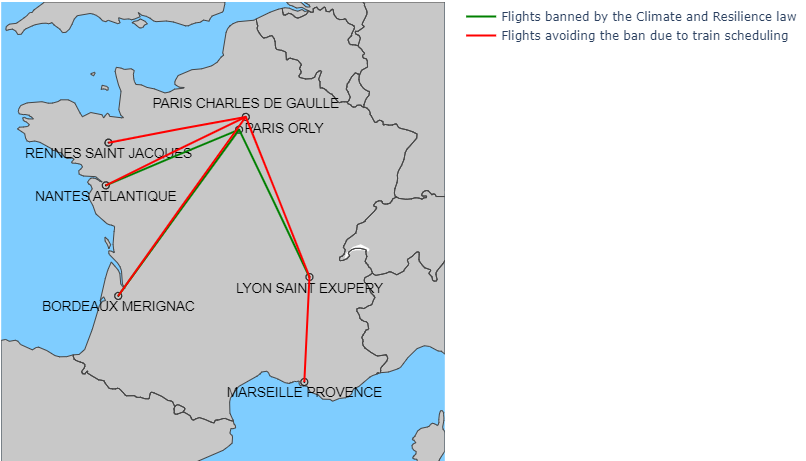 Flights banned by the Climate and Resilience law
Flights avoiding the ban due to train scheduling
PARIS CHARLES DE GAULLE
PARIS ORLY
RENNES SAINT JACQUES
NANTES ATLANTIQUE
LYON SAINT EXUPERY
BORDEAUX MERIGNAC
MARSEILLE PROVENCE